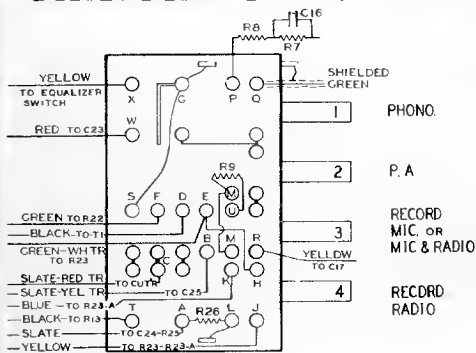 C16
R8
R7
YELLOW
TO EQUALIZER
SWITCH
X
G
P
Q
SHIELDED
GREEN
W
RED TO C23
1 PHONO.
2 P. A
R9
M
U
S
F
D
E
GREEN TO R22
BLACK-TO-T1
GREEN-WH TR
TO R23
C
B
M
R
3 RECORD
MIC. OR
MIC & RADIO
YELLOW
TO C17
SLATE-RED TR
TO CUTR
SLATE-YEL TR
TO C25
K
H
BLUE - TO R23-A
BLACK-TO R13
T
A
R26
L
J
4 RECORD
RADIO
SLATE
TO C24-R25
YELLOW
TO R23-R23-A